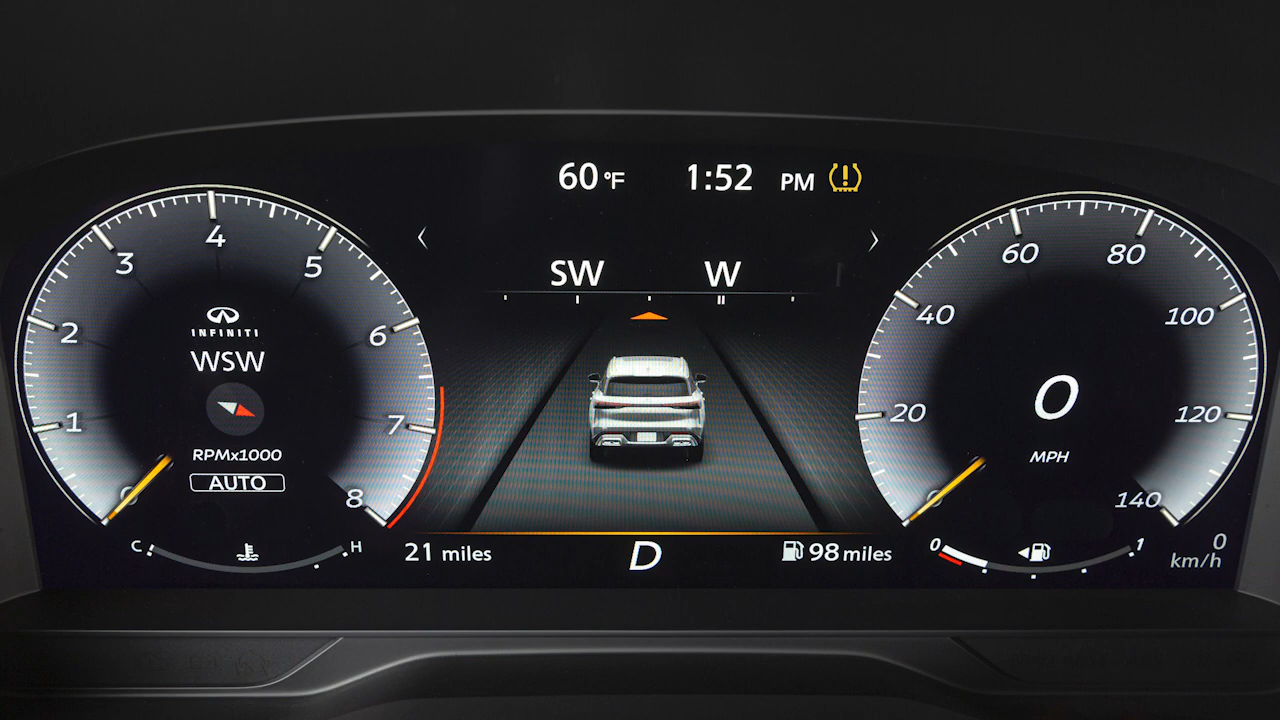 60 °F 1:52 PM
SW W
1 2 3 4 5 6 7 8
INFINITI
WSW
RPMx1000
AUTO
C H
0 20 40 60 80 100 120 140
0
MPH
21 miles D 98 miles
0 1
0
km/h